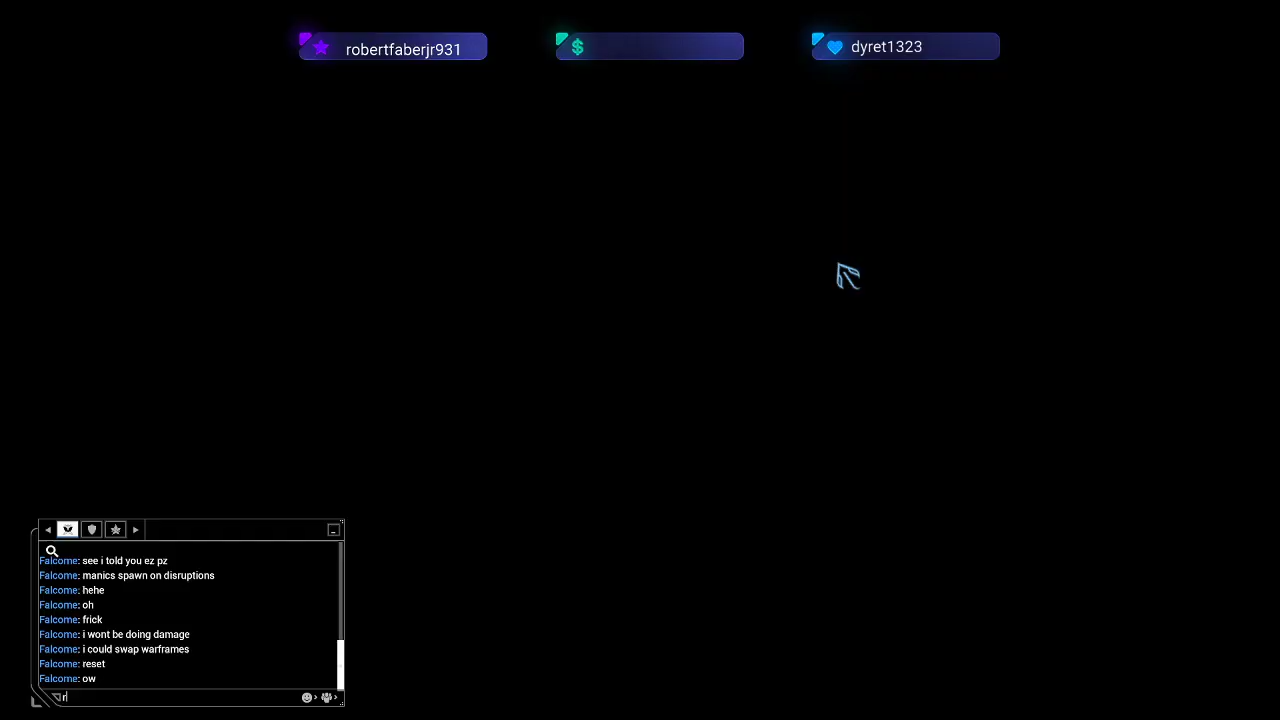 robertfaberjr931
$
dyret1323
Falcome: see i told you ez pz
Falcome: manics spawn on disruptions
Falcome: hehe
Falcome: oh
Falcome: frick
Falcome: i wont be doing damage
Falcome: i could swap warframes
Falcome: reset
Falcome: ow
r